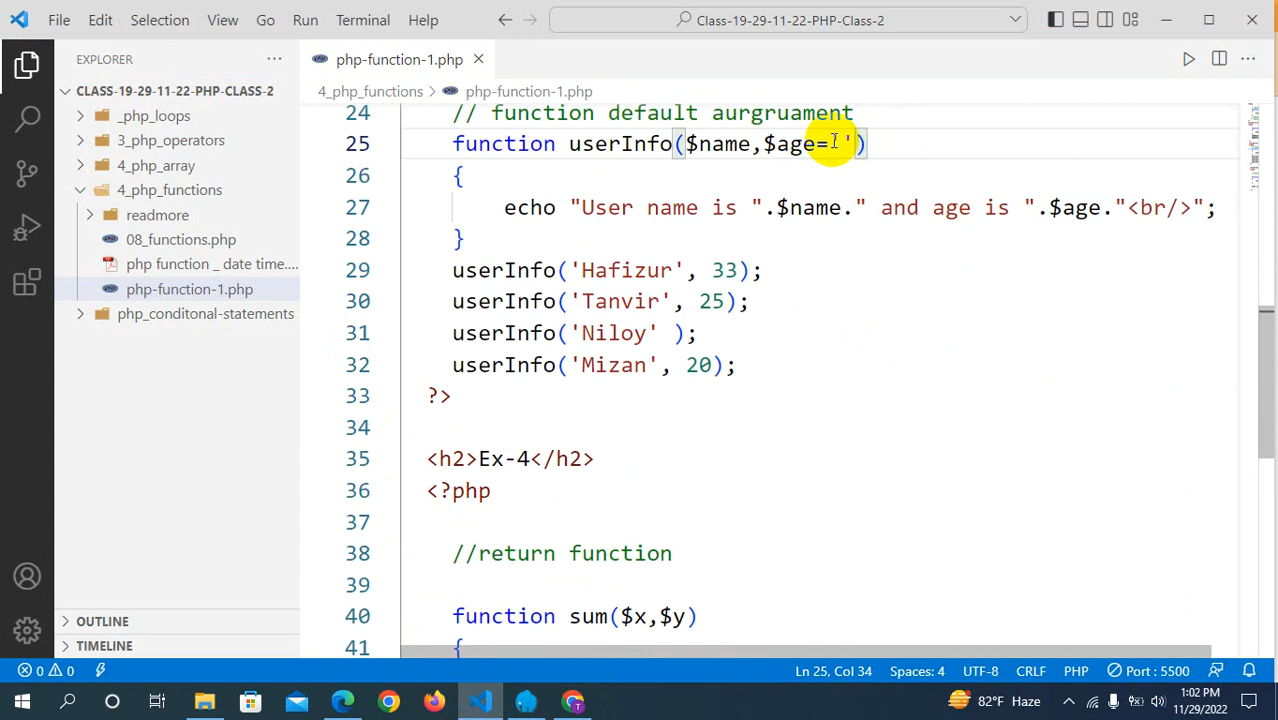 File Edit Selection View Go Run Terminal Help Class-19-29-11-22-PHP-Class-2
EXPLORER
php-function-1.php
CLASS-19-29-11-22-PHP-CLASS-2
_php_loops
3_php_operators
4_php_array
4_php_functions
readmore
08_functions.php
php function _ date time....
php-function-1.php
php_conditonal-statements
OUTLINE
TIMELINE
4_php_functions > php-function-1.php
24 // function default aurgruament
25 function userInfo($name,$age='')
26 {
27 echo "User name is ".$name." and age is ".$age."<br/>";
28 }
29 userInfo('Hafizur', 33);
30 userInfo('Tanvir', 25);
31 userInfo('Niloy' );
32 userInfo('Mizan', 20);
33 ?>
34
35 <h2>Ex-4</h2>
36 <?php
37
38 //return function
39
40 function sum($x,$y)
41 {
0 0 Ln 25, Col 34 Spaces: 4 UTF-8 CRLF PHP Port : 5500
82°F Haze 1:02 PM
11/29/2022